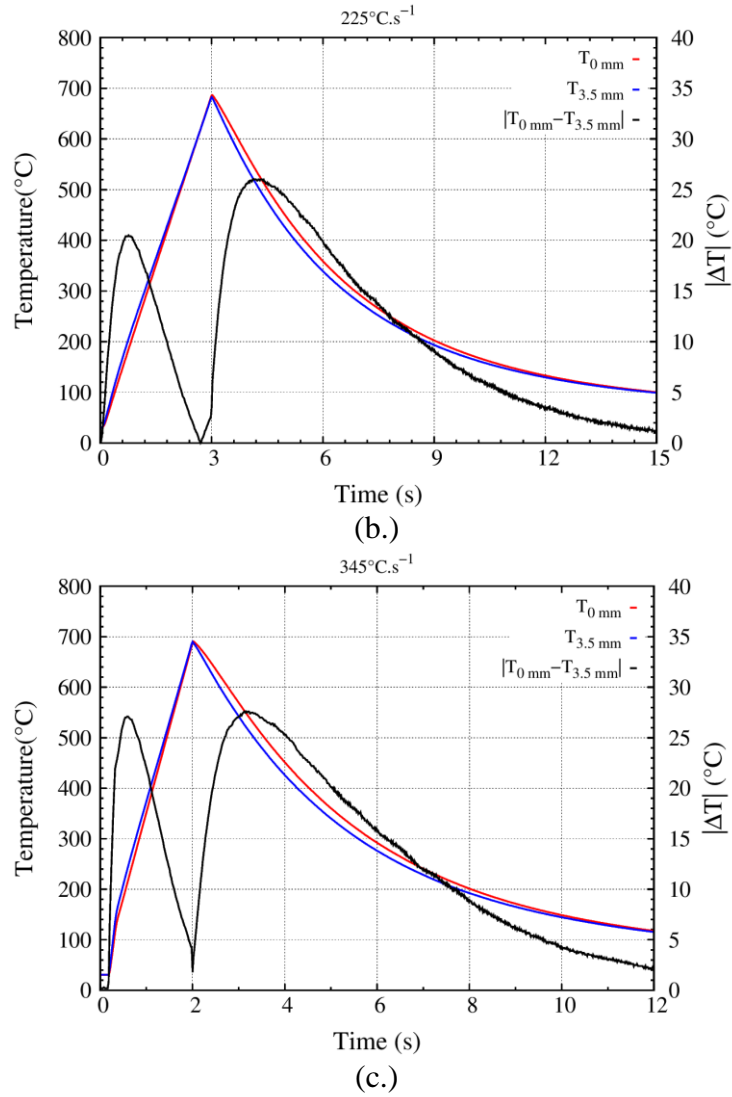 225°C.s⁻¹
800
700
600
500
400
300
200
100
0
Temperature(°C)
T0 mm
T3.5 mm
|T0 mm−T3.5 mm|
40
35
30
25
20
15
10
5
0
|ΔT| (°C)
0 3 6 9 12 15
Time (s)
(b.)
345°C.s⁻¹
800
700
600
500
400
300
200
100
0
Temperature(°C)
T0 mm
T3.5 mm
|T0 mm−T3.5 mm|
40
35
30
25
20
15
10
5
0
|ΔT| (°C)
0 2 4 6 8 10 12
Time (s)
(c.)